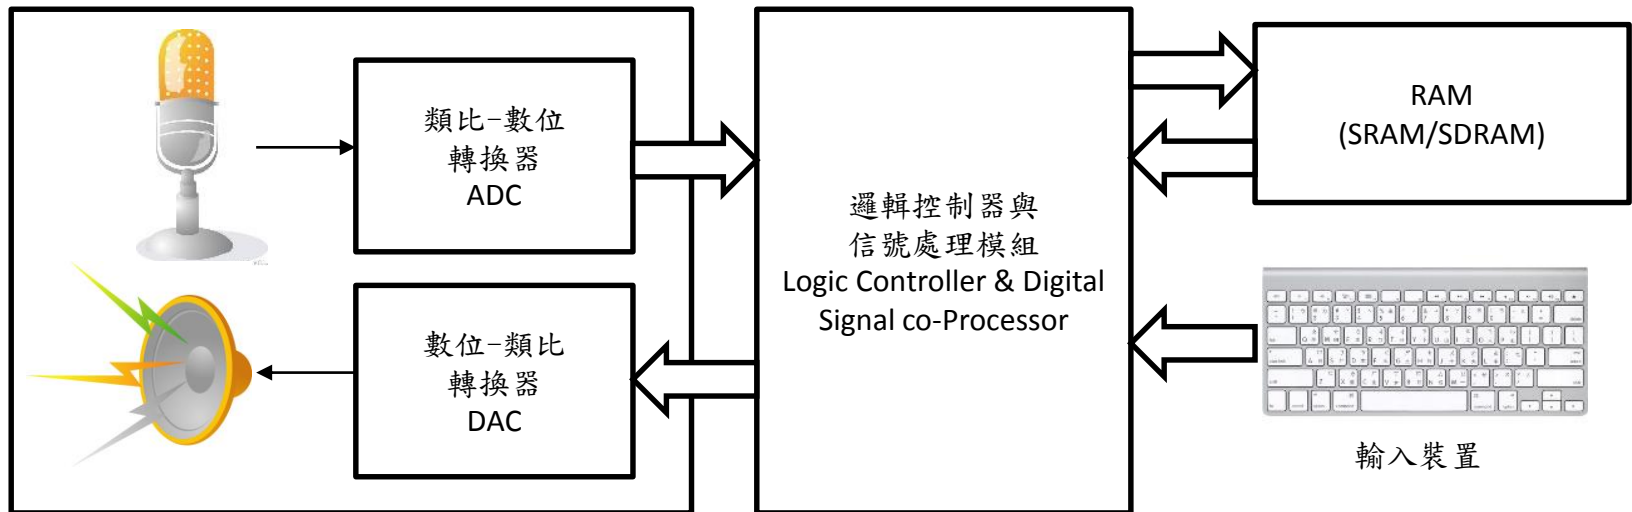 類比-數位
轉換器
ADC
數位-類比
轉換器
DAC
邏輯控制器與
信號處理模組
Logic Controller & Digital
Signal co-Processor
RAM
(SRAM/SDRAM)
輸入裝置